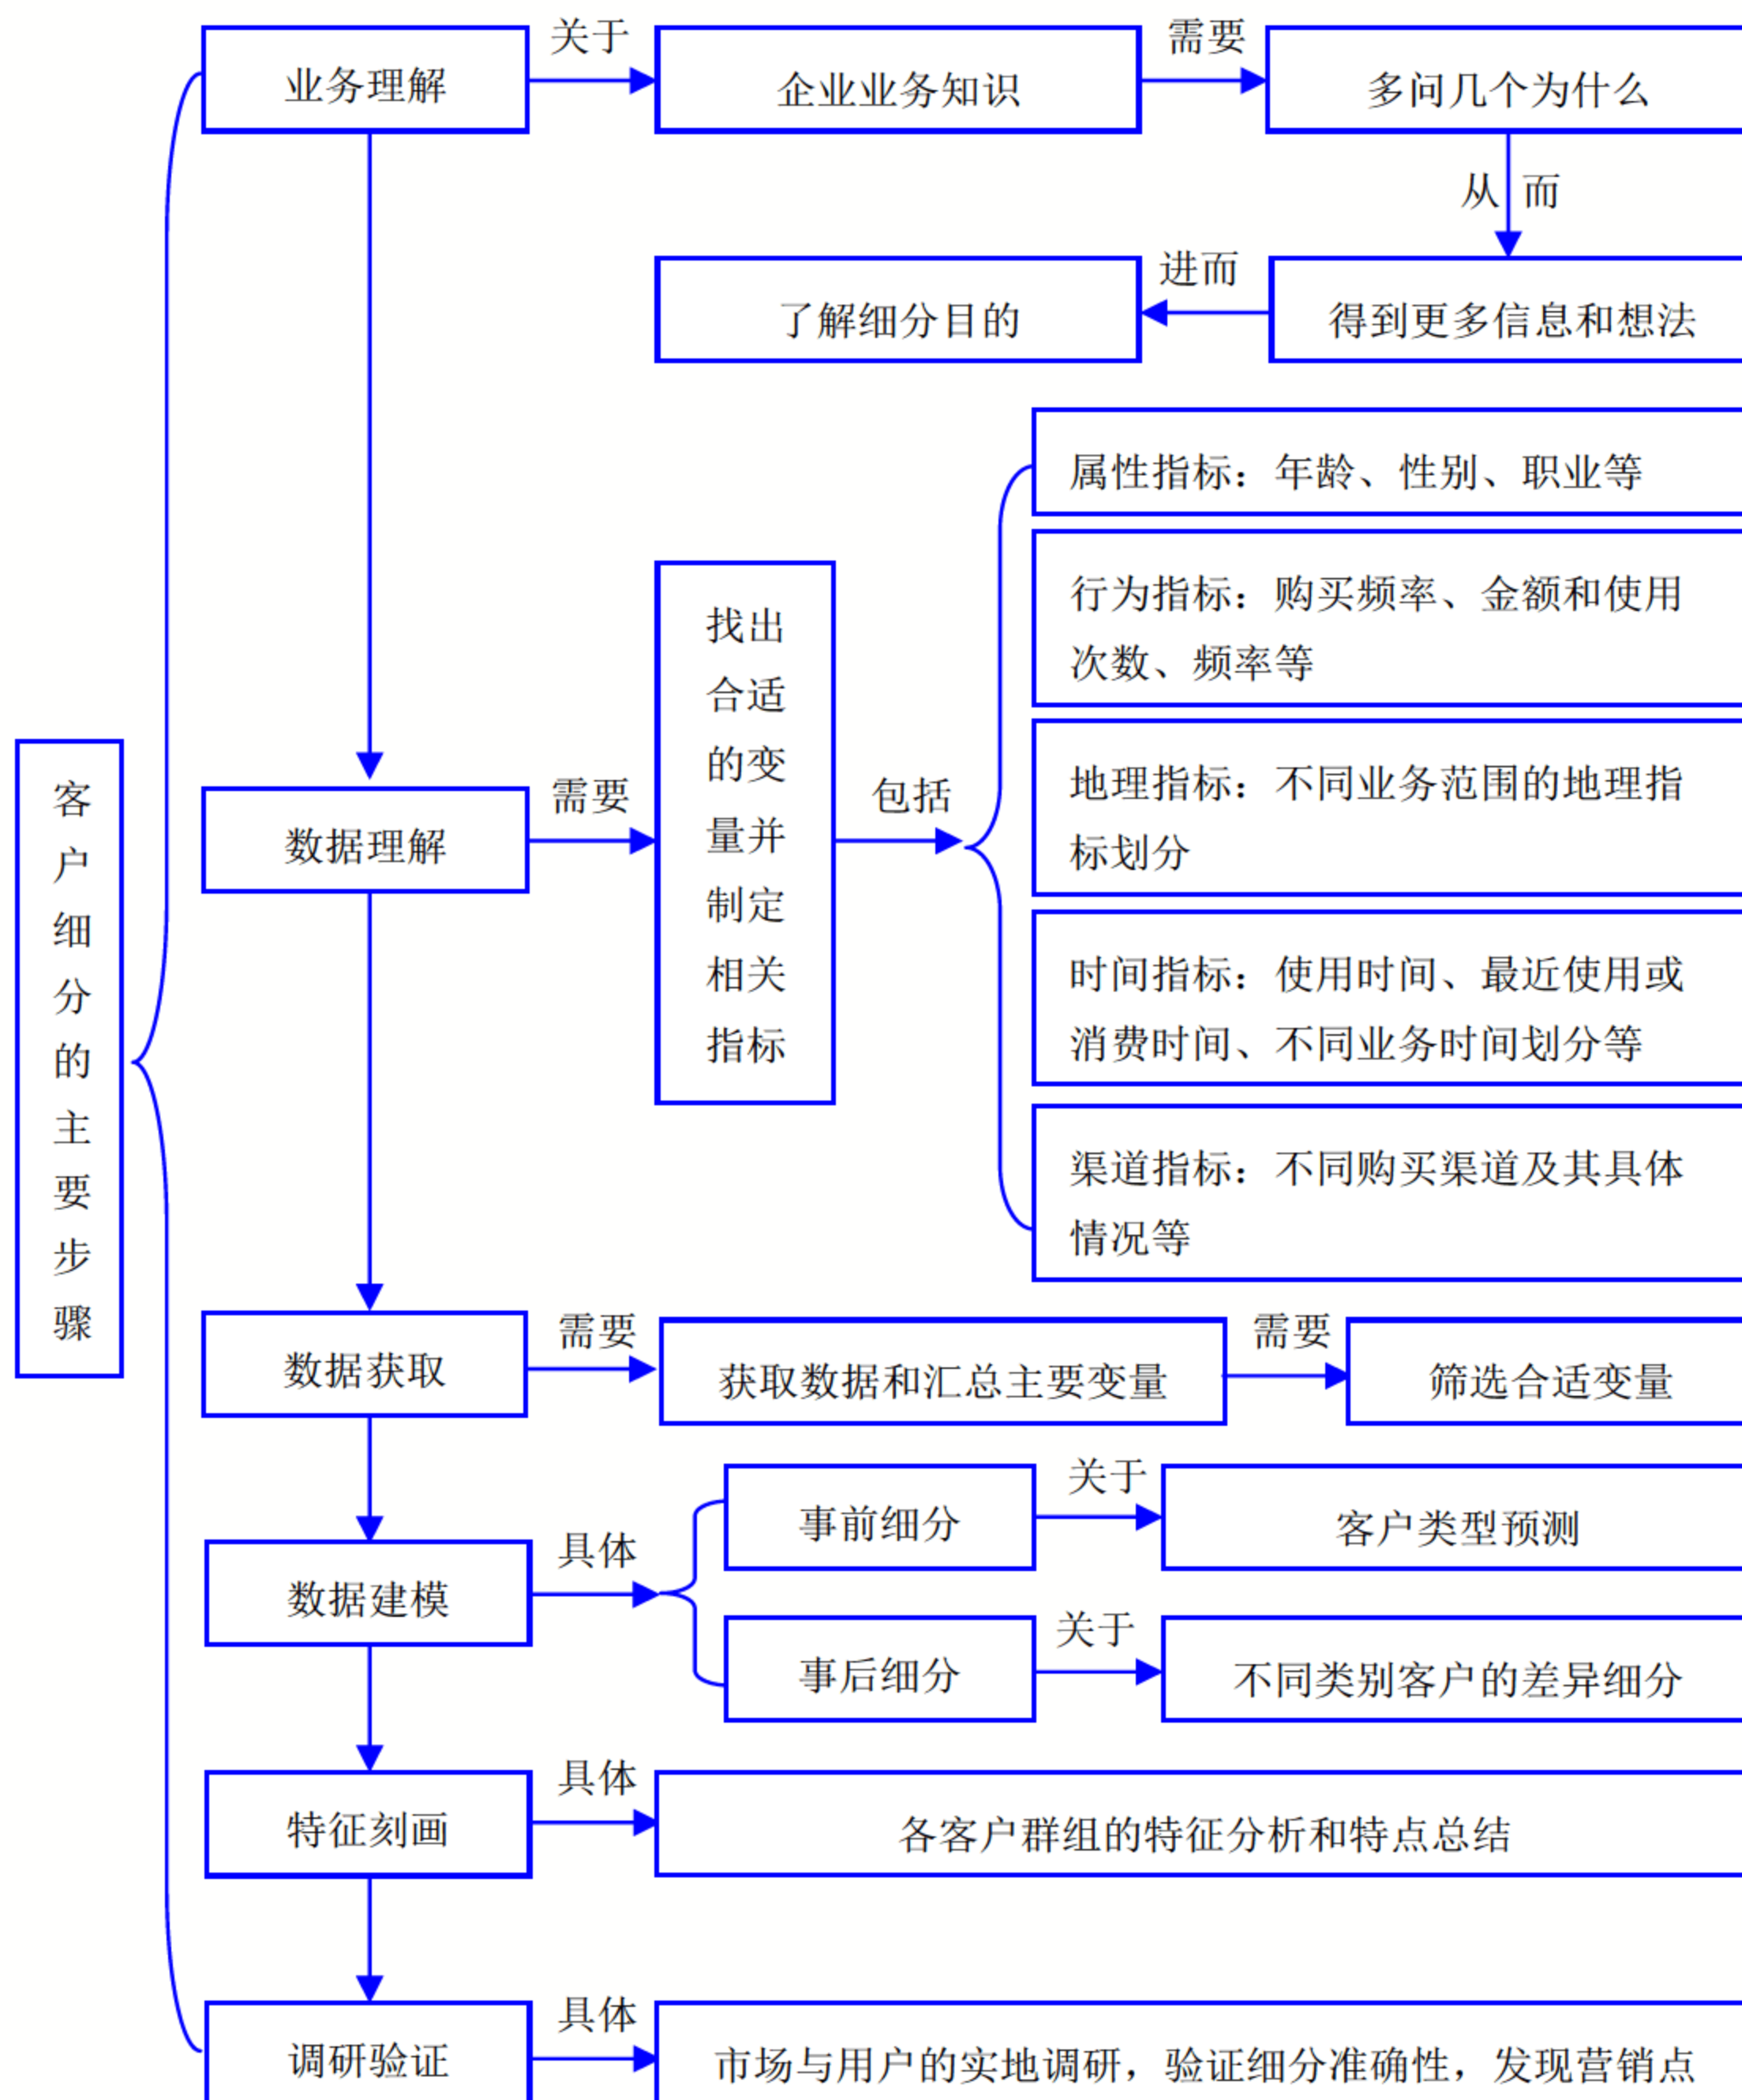 关于
需要
业务理解
企业业务知识
多问几个为什么
从 而
进而
了解细分目的
得到更多信息和想法
属性指标：年龄、性别、职业等
行为指标：购买频率、金额和使用
次数、频率等
找出
合适
的变
量并
制定
相关
指标
地理指标：不同业务范围的地理指
标划分
客
户
细
分
的
主
要
步
骤
需要
包括
数据理解
时间指标：使用时间、最近使用或
消费时间、不同业务时间划分等
渠道指标：不同购买渠道及其具体
情况等
需要
需要
数据获取
获取数据和汇总主要变量
筛选合适变量
关于
事前细分
客户类型预测
具体
数据建模
关于
事后细分
不同类别客户的差异细分
具体
特征刻画
各客户群组的特征分析和特点总结
具体
调研验证
市场与用户的实地调研，验证细分准确性，发现营销点